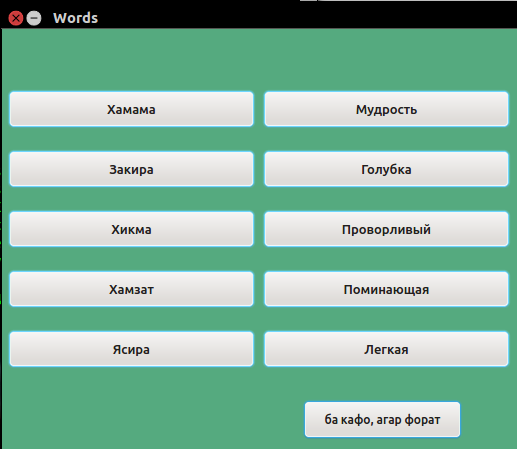 Words
Хамама Мудрость
Закира Голубка
Хикма Проворливый
Хамзат Поминающая
Ясира Легкая
ба кафо, агар форат